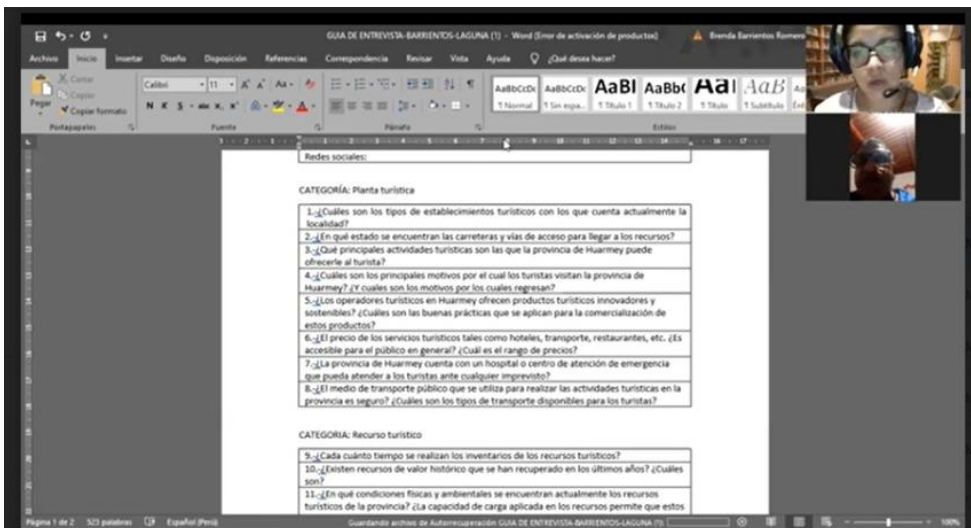 GUIA DE ENTREVISTA-BARRIENTOS-LAGUNA (1) - Word (Error de activación de productos)
Brenda Barrientos Romero
Archivo Inicio Insertar Diseño Disposición Referencias Correspondencia Revisar Vista Ayuda ¿Qué desea hacer?
Pegar
Cortar
Copiar
Copiar formato
Calibri 11
N K S
AaBbCcDc AaBbCcDc AaBl AaBbC AaBl AaB
1 Normal 1 Sin espa... 1 Título 1 1 Título 2 1 Título 1 Subtítulo
Portapapeles Fuente Párrafo Estilos
Redes sociales:
CATEGORÍA: Planta turística
1.-¿Cuáles son los tipos de establecimientos turísticos con los que cuenta actualmente la
localidad?
2.-¿En qué estado se encuentran las carreteras y vías de acceso para llegar a los recursos?
3.-¿Qué principales actividades turísticas son las que la provincia de Huarmey puede
ofrecerle al turista?
4.-¿Cuáles son los principales motivos por el cual los turistas visitan la provincia de
Huarmey? ¿Y cuales son los motivos por los cuales regresan?
5.-¿Los operadores turísticos en Huarmey ofrecen productos turísticos innovadores y
sostenibles? ¿Cuáles son las buenas prácticas que se aplican para la comercialización de
estos productos?
6.-¿El precio de los servicios turísticos tales como hoteles, transporte, restaurantes, etc. ¿Es
accesible para el público en general? ¿Cuál es el rango de precios?
7.-¿La provincia de Huarmey cuenta con un hospital o centro de atención de emergencia
que pueda atender a los turistas ante cualquier imprevisto?
8.-¿El medio de transporte público que se utiliza para realizar las actividades turísticas en la
provincia es seguro? ¿Cuáles son los tipos de transporte disponibles para los turistas?
CATEGORIA: Recurso turístico
9.-¿Cada cuánto tiempo se realizan los inventarios de los recursos turísticos?
10.-¿Existen recursos de valor histórico que se han recuperado en los últimos años? ¿Cuáles
son?
11.-¿En qué condiciones físicas y ambientales se encuentran actualmente los recursos
turísticos de la provincia? ¿La capacidad de carga aplicada en los recursos permite que estos
Página 1 de 2 523 palabras Español (Perú) Guardando archivo de Autorrecuperación GUIA DE ENTREVISTA-BARRIENTOS-LAGUNA (1): 100%